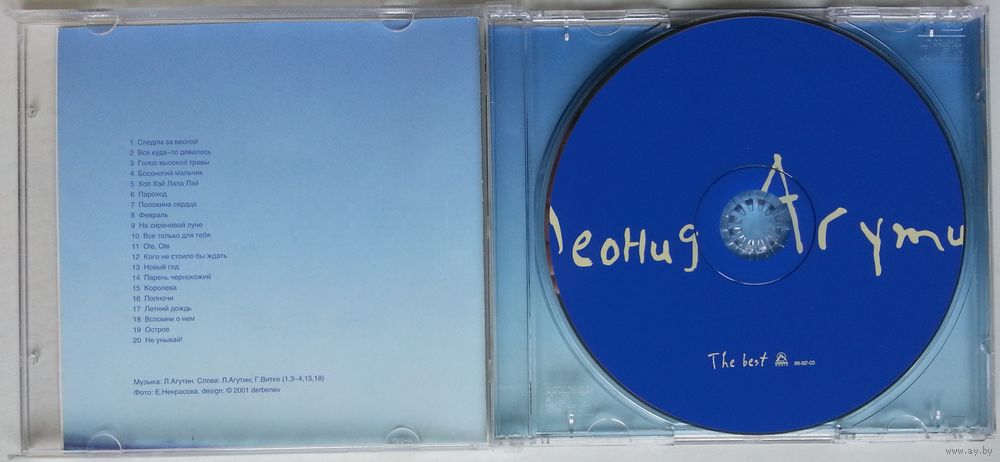 1 Следом за весной
2 Все куда-то девалось
3 Голос высокой травы
4 Босоногий мальчик
5 Хоп Хэй Лала Лэй
6 Пароход
7 Половина сердца
8 Февраль
9 На сиреневой луне
10 Все только для тебя
11 Ole, Ole
12 Кого не стоило бы ждать
13 Новый год
14 Парень чернокожий
15 Королева
16 Полночи
17 Летний дождь
18 Вспомни о нем
19 Остров
20 Не унывай!
Музыка: Л.Агутин. Слова: Л.Агутин; Г.Витке (1,3-4,15,18)
Фото: Е.Некрасова. design: © 2001 derbenev
Леонид Агути
The best
RR-097-CD
www.ay.by